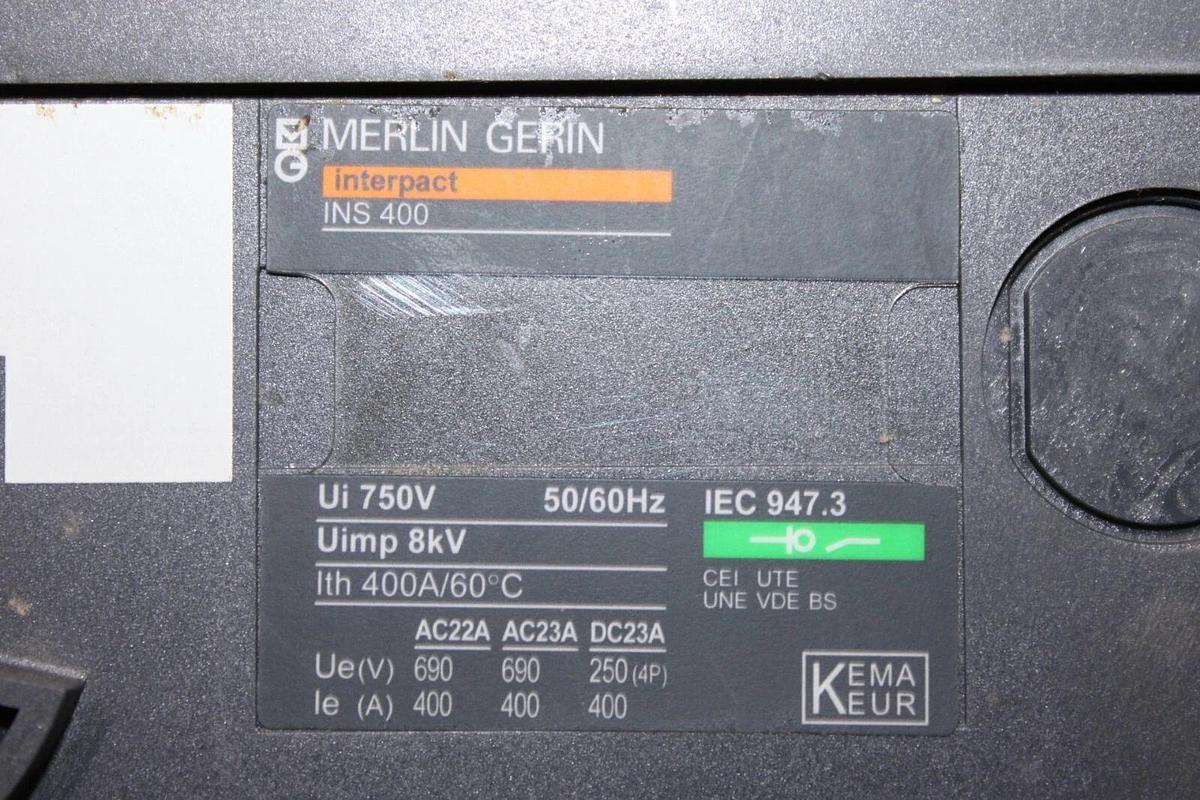 MG MERLIN GERIN
interpact
INS 400
Ui 750V 50/60Hz
Uimp 8kV
Ith 400A/60°C
AC22A AC23A DC23A
Ue(V) 690 690 250(4P)
Ie (A) 400 400 400
IEC 947.3
CEI UTE
UNE VDE BS
KEMA
KEUR